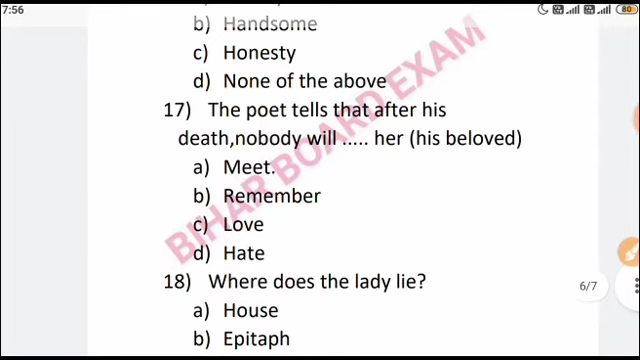 7:56
80
b) Handsome
c) Honesty
d) None of the above
17) The poet tells that after his
death,nobody will ..... her (his beloved)
a) Meet.
b) Remember
c) Love
d) Hate
18) Where does the lady lie?
a) House
b) Epitaph
6/7
BIHAR BOARD EXAM